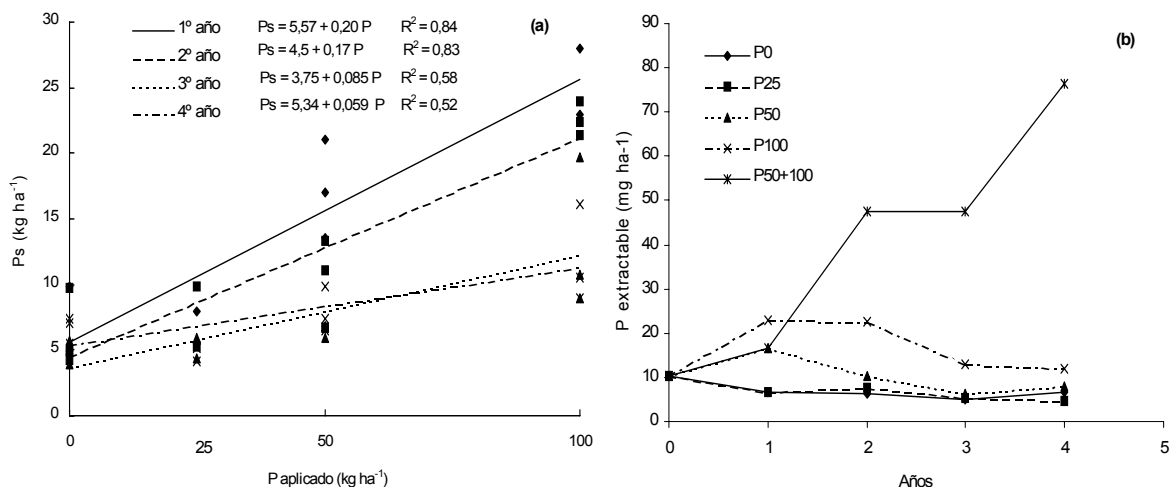 (a)
1º año Ps = 5,57 + 0,20 P R² = 0,84
2º año Ps = 4,5 + 0,17 P R² = 0,83
3º año Ps = 3,75 + 0,085 P R² = 0,58
4º año Ps = 5,34 + 0,059 P R² = 0,52
Ps (kg ha⁻¹)
30
25
20
15
10
5
0
0 25 50 100
P aplicado (kg ha⁻¹)
(b)
P0
P25
P50
P100
P50+100
P extractable (mg ha-1)
90
80
70
60
50
40
30
20
10
0
0 1 2 3 4 5
Años